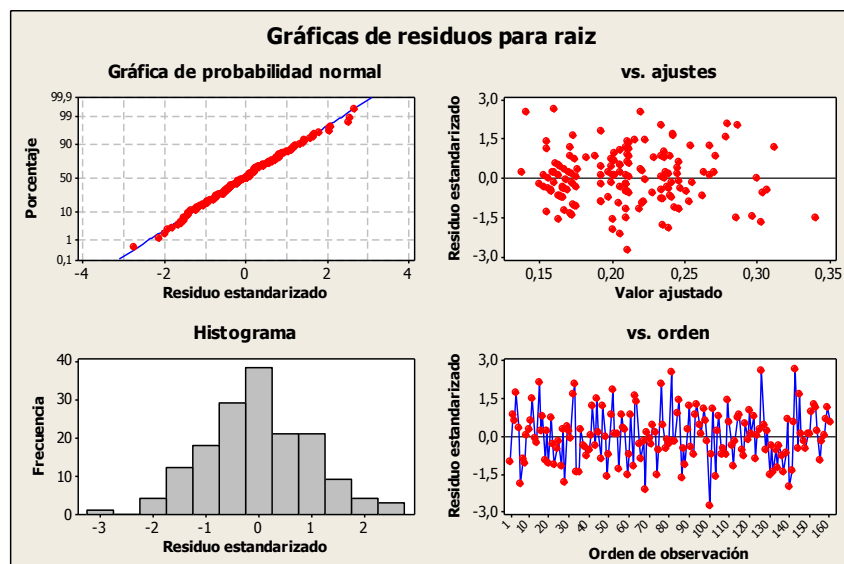 Gráficas de residuos para raiz
Gráfica de probabilidad normal
Porcentaje
99,9
99
90
50
10
1
0,1
-4 -2 0 2 4
Residuo estandarizado
vs. ajustes
Residuo estandarizado
3,0
1,5
0,0
-1,5
-3,0
0,15 0,20 0,25 0,30 0,35
Valor ajustado
Histograma
Frecuencia
40
30
20
10
0
-3 -2 -1 0 1 2
Residuo estandarizado
vs. orden
Residuo estandarizado
3,0
1,5
0,0
-1,5
-3,0
1 10 20 30 40 50 60 70 80 90 100 110 120 130 140 150 160
Orden de observación